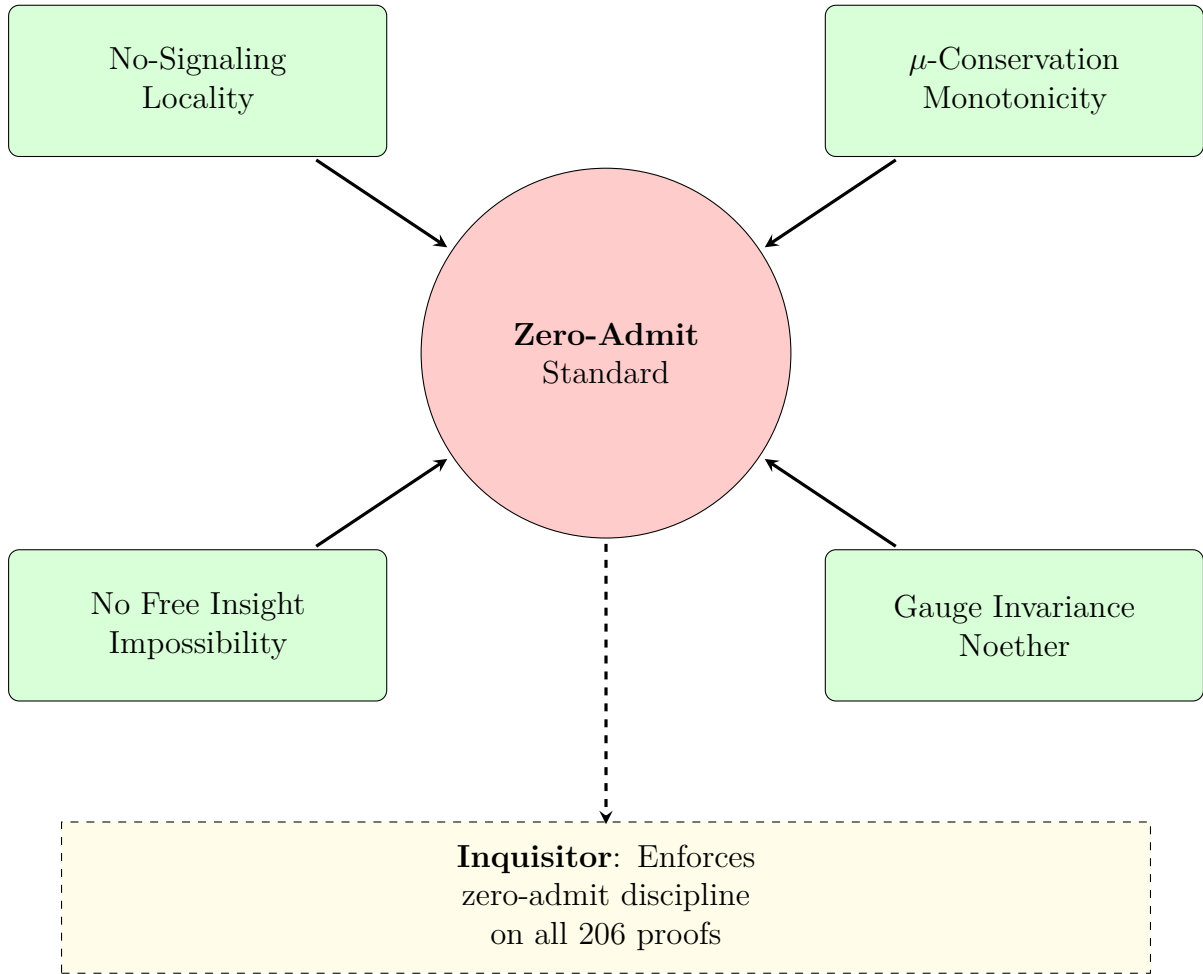 No-Signaling
Locality
μ-Conservation
Monotonicity
Zero-Admit
Standard
No Free Insight
Impossibility
Gauge Invariance
Noether
Inquisitor: Enforces
zero-admit discipline
on all 206 proofs